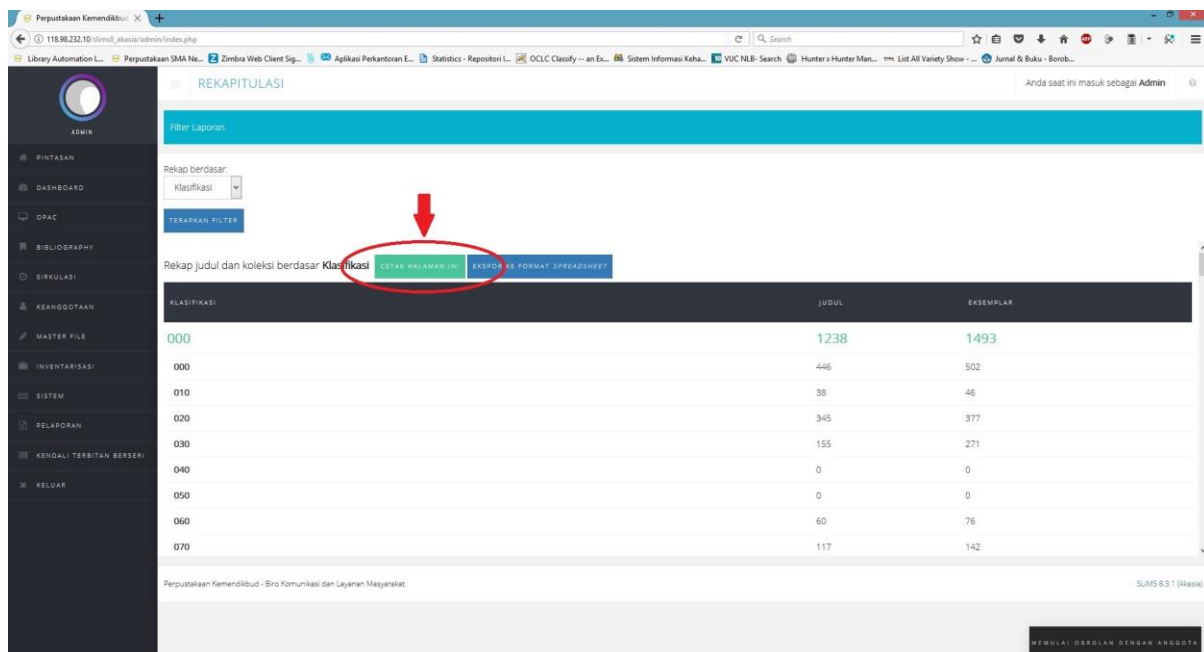 Perpustakaan Kemendikbud
118.98.232.10/slims8_akasia/admin/index.php
Search
Library Automation L...
Perpustakaan SMA Ne...
Zimbra Web Client Sig...
Aplikasi Perkantoran E...
Statistics - Repositori I...
OCLC Classify -- an Ex...
Sistem Informasi Keha...
VUC NLB- Search
Hunter x Hunter Man...
List All Variety Show - ...
Jurnal & Buku - Borob...
REKAPITULASI
Anda saat ini masuk sebagai Admin
ADMIN
PINTASAN
DASHBOARD
OPAC
BIBLIOGRAPHY
SIRKULASI
KEANGGOTAAN
MASTER FILE
INVENTARISASI
SISTEM
PELAPORAN
KENDALI TERBITAN BERSERI
KELUAR
Filter Laporan
Rekap berdasar:
Klasifikasi
TERAPKAN FILTER
Rekap judul dan koleksi berdasar Klasifikasi CETAK HALAMAN INI EKSPOR KE FORMAT SPREADSHEET
KLASIFIKASI JUDUL EKSEMPLAR
000 1238 1493
000 446 502
010 38 46
020 345 377
030 155 271
040 0 0
050 0 0
060 60 76
070 117 142
Perpustakaan Kemendikbud - Biro Komunikasi dan Layanan Masyarakat
SLiMS 8.3.1 (Akasia)
MEMULAI OBROLAN DENGAN ANGGOTA